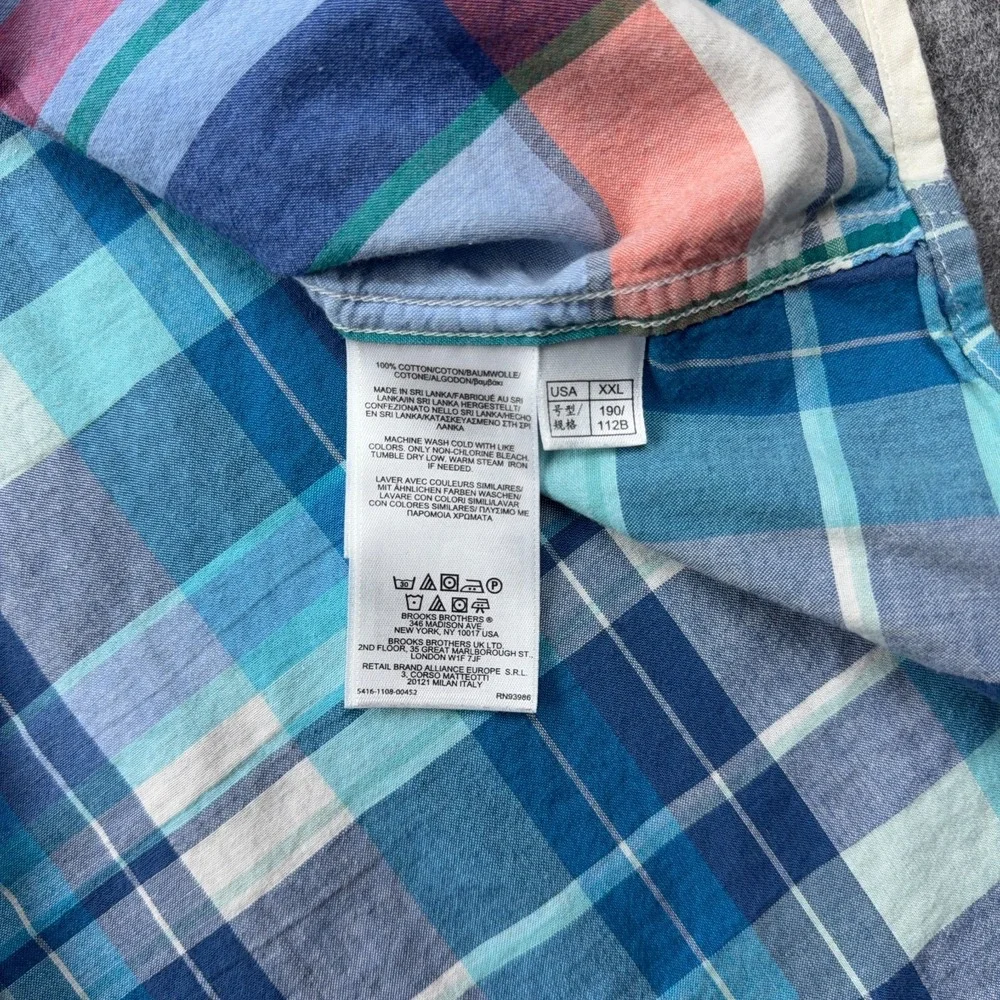 100% COTTON/COTON/BAUMWOLLE/
COTONE/ALGODON/βαμβάκι
MADE IN SRI LANKA/FABRIQUÉ AU SRI
LANKA/IN SRI LANKA HERGESTELLT/
CONFEZIONATO NELLO SRI LANKA/HECHO
EN SRI LANKA/ΚΑΤΑΣΚΕΥΑΣΜΕΝΟ ΣΤΗ ΣΡΙ
ΛΑΝΚΑ
MACHINE WASH COLD WITH LIKE
COLORS. ONLY NON-CHLORINE BLEACH.
TUMBLE DRY LOW. WARM STEAM IRON
IF NEEDED.
LAVER AVEC COULEURS SIMILAIRES/
MIT ÄHNLICHEN FARBEN WASCHEN/
LAVARE CON COLORI SIMILI/LAVAR
CON COLORES SIMILARES/ ΠΛΥΣΙΜΟ ΜΕ
ΠΑΡΟΜΟΙΑ ΧΡΩΜΑΤΑ
30 P
BROOKS BROTHERS ®
346 MADISON AVE.
NEW YORK, NY 10017 USA
BROOKS BROTHERS UK LTD.
2ND FLOOR, 35 GREAT MARLBOROUGH ST.
LONDON W1F 7JF
RETAIL BRAND ALLIANCE EUROPE S.R.L.
3, CORSO MATTEOTTI
20121 MILAN ITALY
5416-1108-00452 RN93986
USA XXL
号型/ 190/
规格 112B